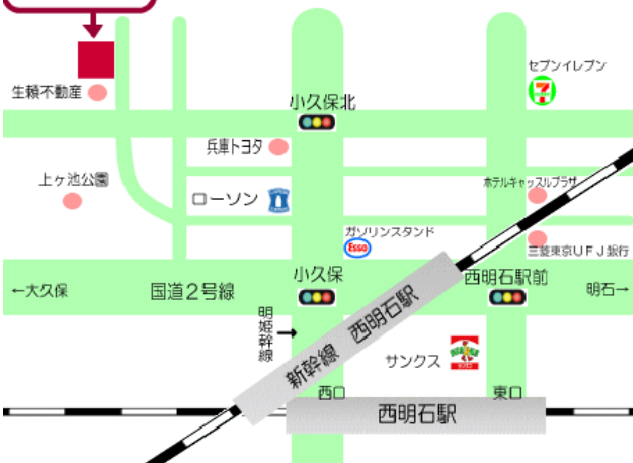 セブンイレブン
生頼不動産
小久保北
兵庫トヨタ
上ヶ池公園
ホテルキャッスルプラザ
ローソン
ガソリンスタンド
Esso
三菱東京UFJ銀行
←大久保
国道2号線
小久保
西明石駅前
明石→
明姫幹線
→
新幹線 西明石駅
サンクス
西口
東口
西明石駅